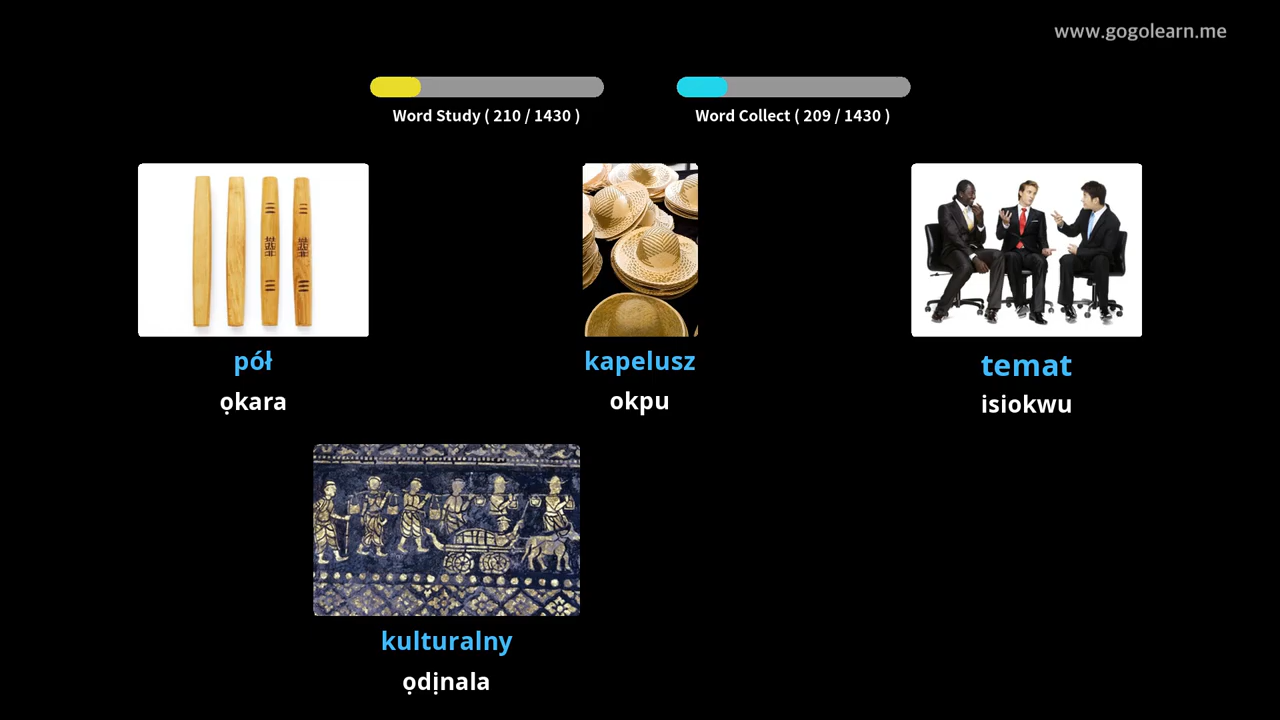 www.gogolearn.me
Word Study ( 210 / 1430 )
Word Collect ( 209 / 1430 )
pół
kapelusz
temat
ọkara
okpu
isiokwu
kulturalny
ọdịnala